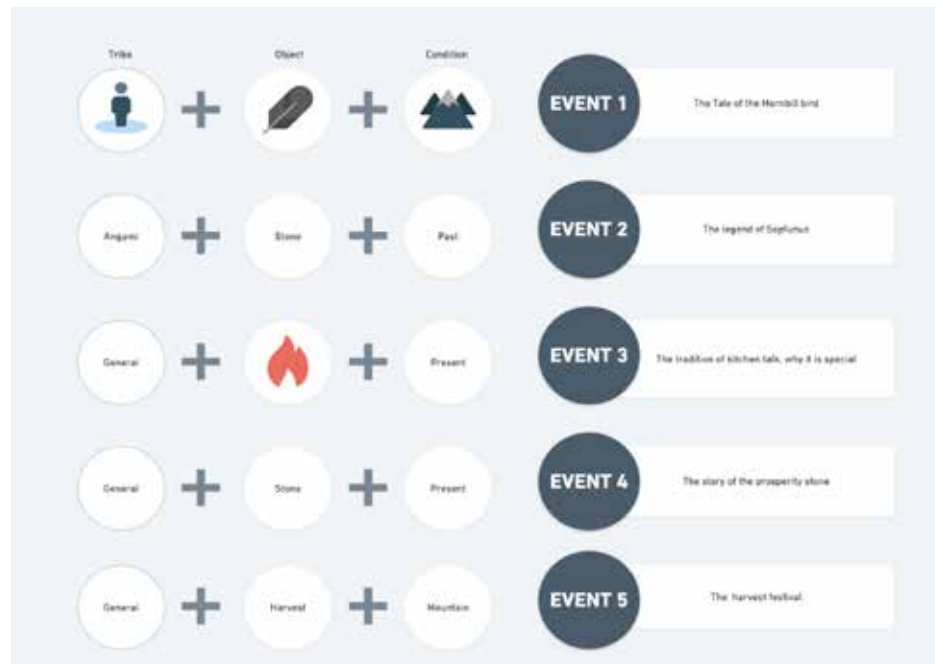 Tribe
Object
Condition
EVENT 1
The Tale of the Hornbill bird
Angami
Stone
Past
EVENT 2
The legend of Sopfunuo
General
Present
EVENT 3
The tradition of kitchen talk, why it is special
General
Stone
Present
EVENT 4
The story of the prosperity stone
General
Harvest
Mountain
EVENT 5
The harvest festival